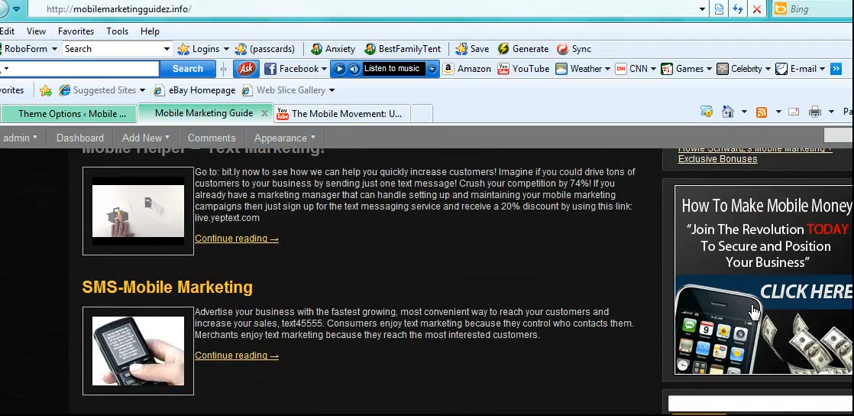 http://mobilemarketingguidez.info/
Bing
Edit View Favorites Tools Help
RoboForm Search Logins (passcards) Anxiety BestFamilyTent Save Generate Sync
Search Ask Facebook Listen to music Amazon YouTube Weather CNN Games Celebrity E-mail
Suggested Sites eBay Homepage Web Slice Gallery
Theme Options ‹ Mobile ... Mobile Marketing Guide x The Mobile Movement: U...
admin Dashboard Add New Comments Appearance
Mobile Helper – Text Marketing!
Howie Schwartz's Mobile Marketing +
Exclusive Bonuses
Go to: bit.ly now to see how we can help you quickly increase customers! Imagine if you could drive tons of
customers to your business by sending just one text message! Crush your competition by 74%! If you
already have a marketing manager that can handle setting up and maintaining your mobile marketing
campaigns then just sign up for the text messaging service and receive a 20% discount by using this link:
live.yeptext.com
Continue reading →
SMS-Mobile Marketing
Advertise your business with the fastest growing, most convenient way to reach your customers and
increase your sales, text45555. Consumers enjoy text marketing because they control who contacts them.
Merchants enjoy text marketing because they reach the most interested customers.
Continue reading →
How To Make Mobile Money
"Join The Revolution TODAY
To Secure and Position
Your Business"
CLICK HERE